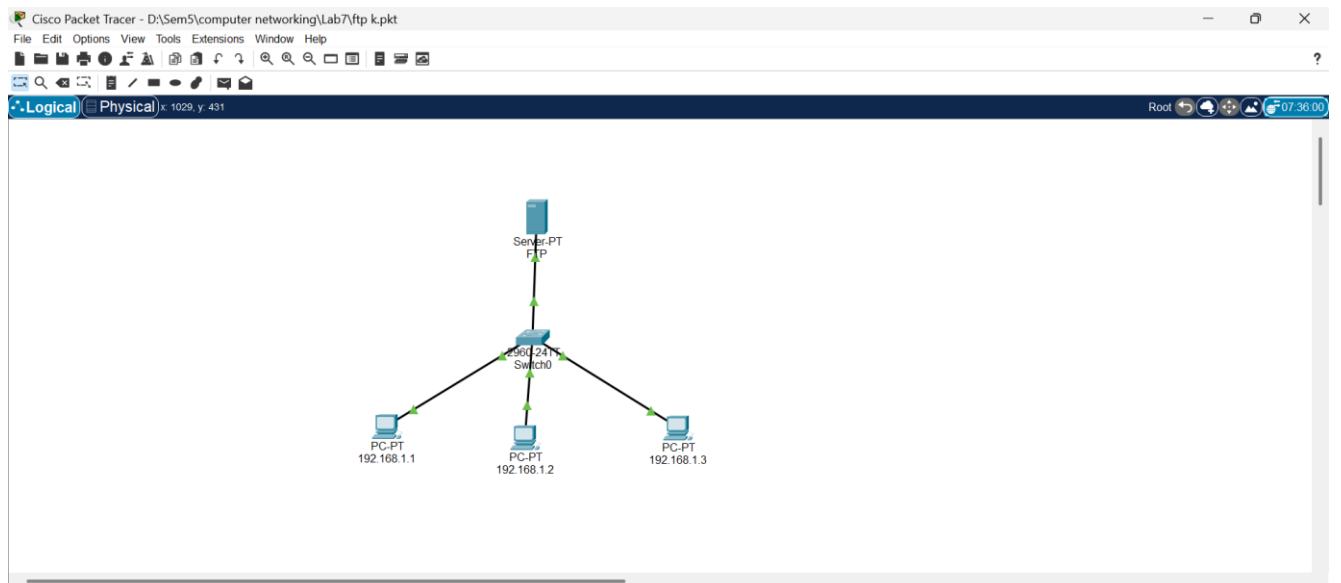 Cisco Packet Tracer - D:\Sem5\computer networking\Lab7\ftp k.pkt
File Edit Options View Tools Extensions Window Help
?
Logical Physical x: 1029, y: 431 Root 07:36:00
Server-PT
FTP
2960-24TT
Switch0
PC-PT
192.168.1.1
PC-PT
192.168.1.2
PC-PT
192.168.1.3